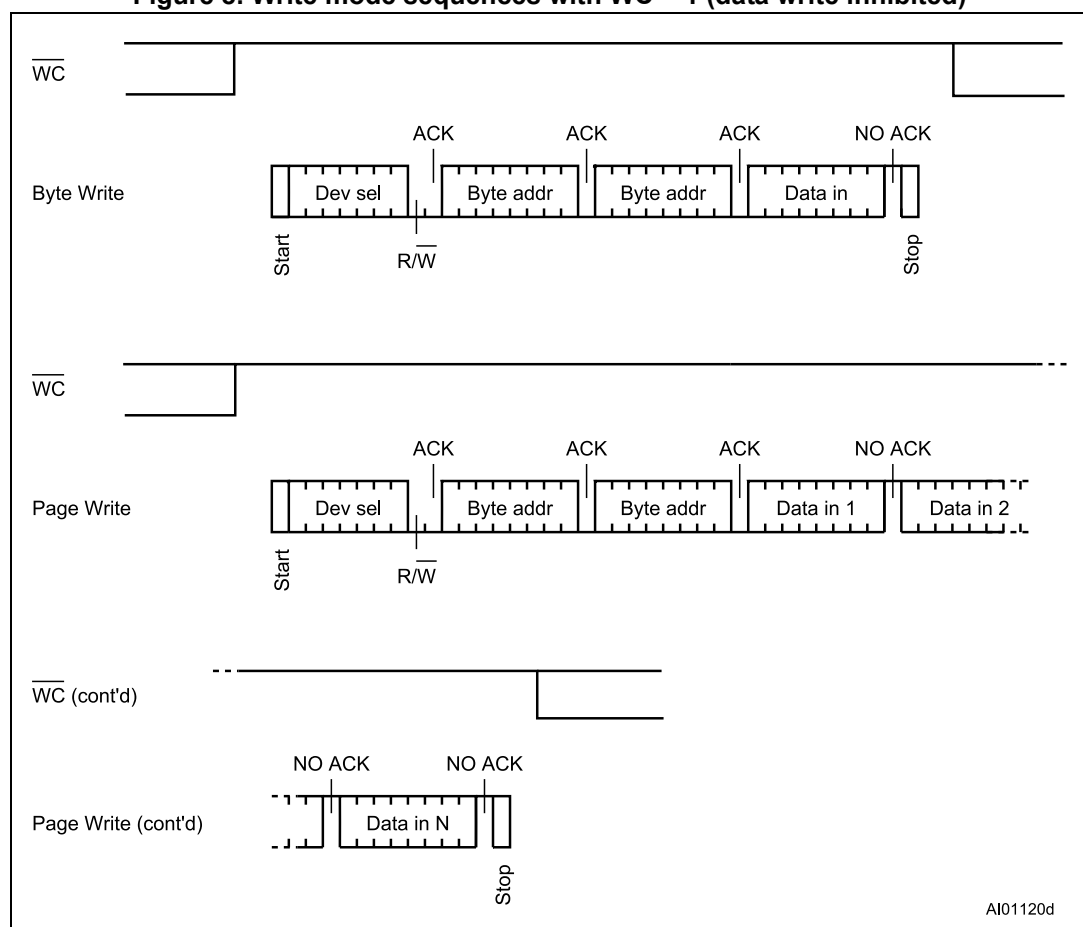 WC
ACK ACK ACK NO ACK
Byte Write Dev sel Byte addr Byte addr Data in
Start R/W Stop
WC
ACK ACK ACK NO ACK
Page Write Dev sel Byte addr Byte addr Data in 1 Data in 2
Start R/W
WC (cont'd)
NO ACK NO ACK
Page Write (cont'd) Data in N
Stop
AI01120d